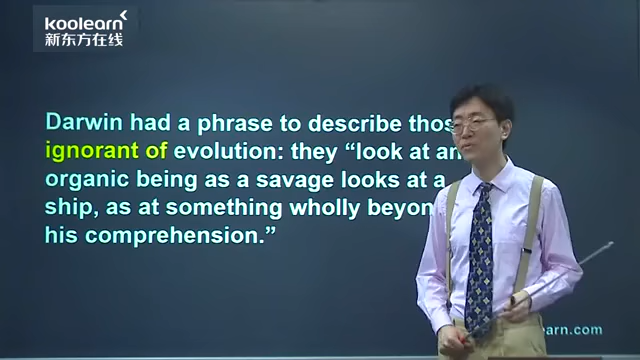 koolearn
新东方在线
Darwin had a phrase to describe thos
ignorant of evolution: they “look at an
organic being as a savage looks at a
ship, as at something wholly beyon
his comprehension.”
earn.com